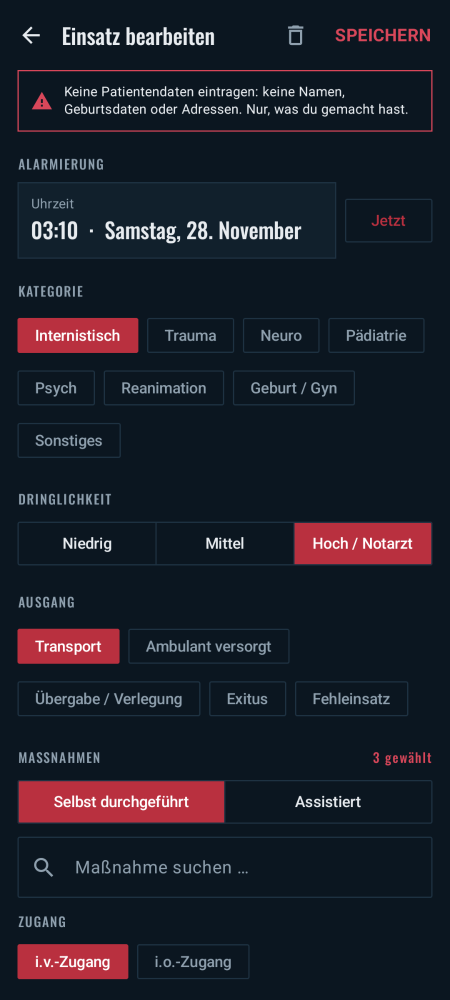 Einsatz bearbeiten
SPEICHERN
Keine Patientendaten eintragen: keine Namen,
Geburtsdaten oder Adressen. Nur, was du gemacht hast.
ALARMIERUNG
Uhrzeit
03:10 · Samstag, 28. November
Jetzt
KATEGORIE
Internistisch Trauma Neuro Pädiatrie
Psych Reanimation Geburt / Gyn
Sonstiges
DRINGLICHKEIT
Niedrig Mittel Hoch / Notarzt
AUSGANG
Transport Ambulant versorgt
Übergabe / Verlegung Exitus Fehleinsatz
MASSNAHMEN 3 gewählt
Selbst durchgeführt Assistiert
Maßnahme suchen …
ZUGANG
i.v.-Zugang i.o.-Zugang